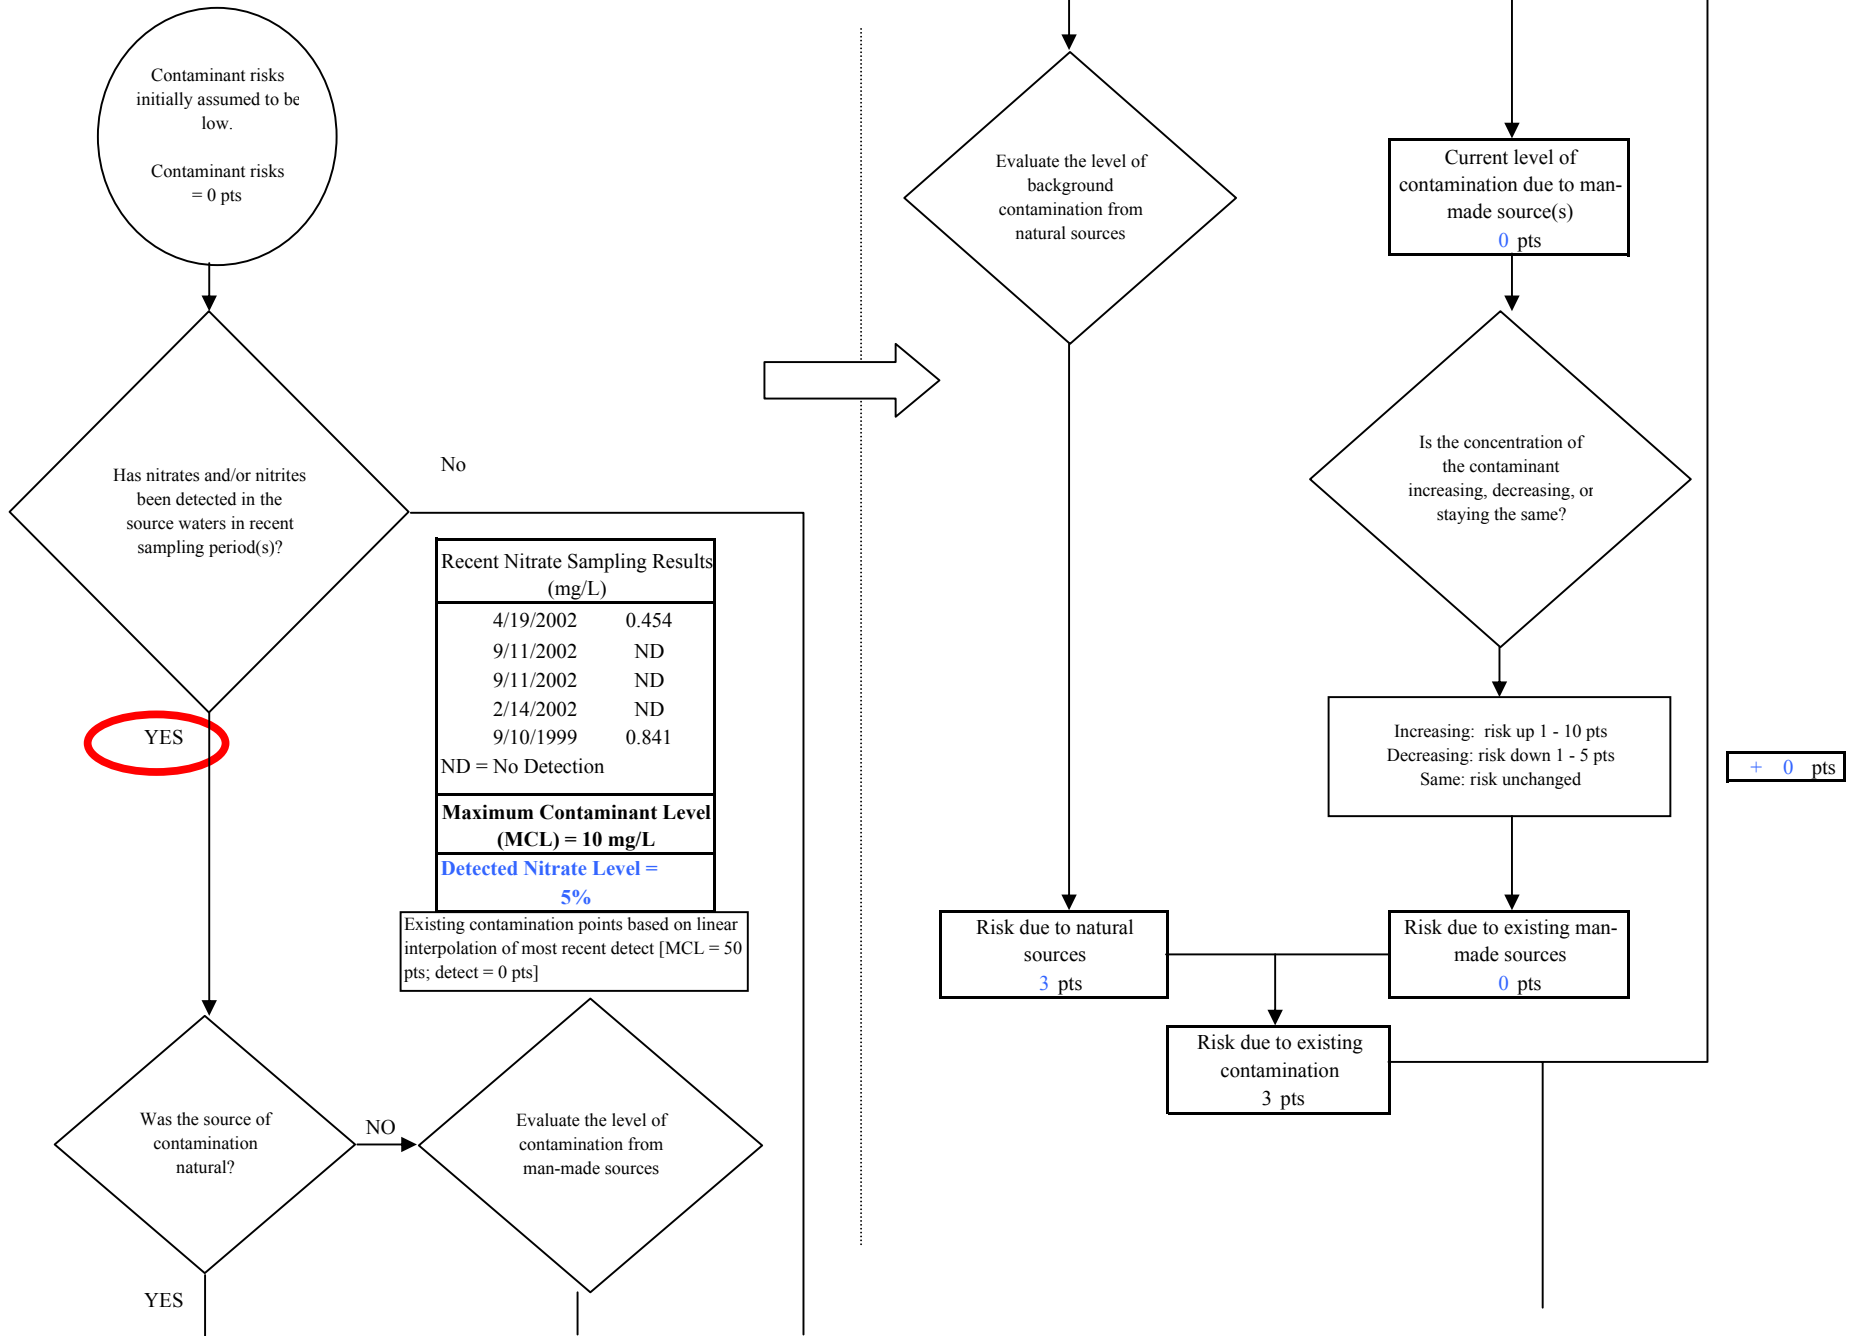 Contaminant risks
initially assumed to be
low.
Contaminant risks
= 0 pts
Has nitrates and/or nitrites
been detected in the
source waters in recent
sampling period(s)?
No
YES
Recent Nitrate Sampling Results
(mg/L)
4/19/2002 0.454
9/11/2002 ND
9/11/2002 ND
2/14/2002 ND
9/10/1999 0.841
ND = No Detection
Maximum Contaminant Level
(MCL) = 10 mg/L
Detected Nitrate Level =
5%
Existing contamination points based on linear
interpolation of most recent detect [MCL = 50
pts; detect = 0 pts]
Was the source of
contamination
natural?
NO
YES
Evaluate the level of
contamination from
man-made sources
Evaluate the level of
background
contamination from
natural sources
Current level of
contamination due to man-
made source(s)
0 pts
Is the concentration of
the contaminant
increasing, decreasing, or
staying the same?
Increasing: risk up 1 - 10 pts
Decreasing: risk down 1 - 5 pts
Same: risk unchanged
+ 0 pts
Risk due to natural
sources
3 pts
Risk due to existing man-
made sources
0 pts
Risk due to existing
contamination
3 pts